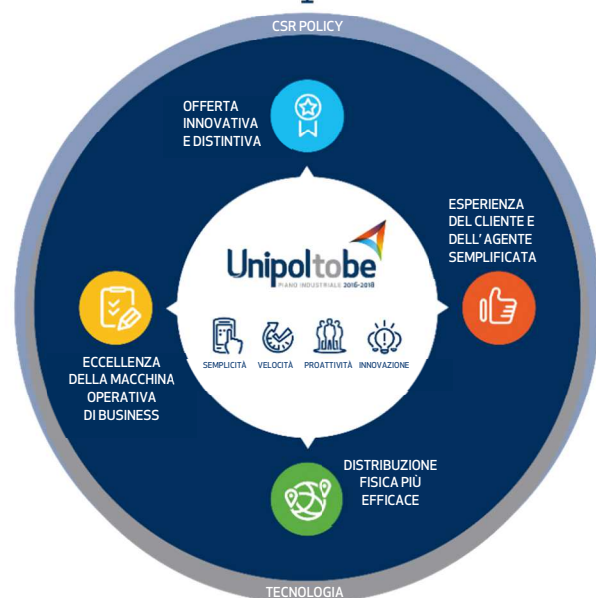 CSR POLICY
OFFERTA
INNOVATIVA
E DISTINTIVA
ESPERIENZA
DEL CLIENTE E
DELL' AGENTE
SEMPLIFICATA
Unipoltobe
PIANO INDUSTRIALE 2016-2018
SEMPLICITÀ VELOCITÀ PROATTIVITÀ INNOVAZIONE
ECCELLENZA
DELLA MACCHINA
OPERATIVA
DI BUSINESS
DISTRIBUZIONE
FISICA PIÙ
EFFICACE
TECNOLOGIA